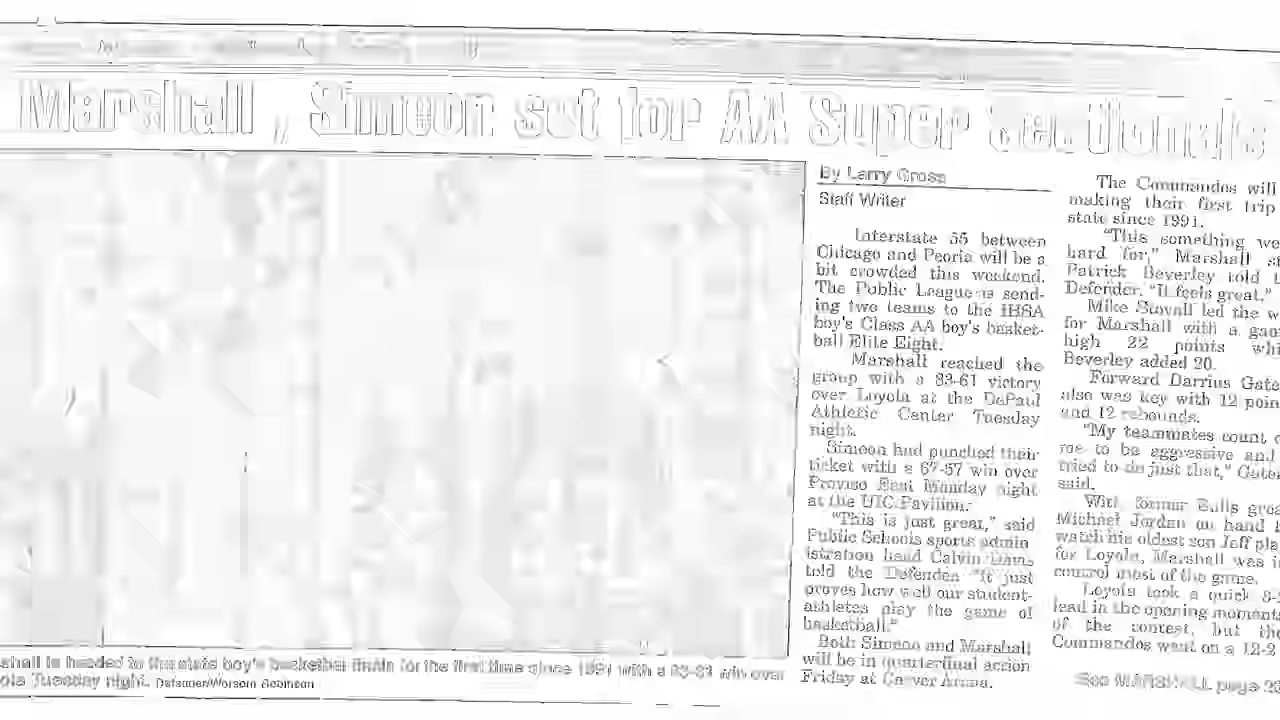 Marshall, Simeon set for AA Super Sectionals
By Larry Gross
Staff Writer
Interstate 55 between
Chicago and Peoria will be a
bit crowded this weekend.
The Public League is send-
ing two teams to the IHSA
boy's Class AA boy's basket-
ball Elite Eight.
Marshall reached the
group with a 83-61 victory
over Loyola at the DePaul
Athletic Center Tuesday
night.
Simeon had punched their
ticket with a 67-57 win over
Proviso East Monday night
at the UIC Pavilion.
"This is just great," said
Public Schools sports admin
istration head Calvin Davis
told the Defender. "It just
proves how well our student-
athletes play the game of
basketball."
Both Simeon and Marshall
will be in quarterfinal action
Friday at Carver Arena.
The Commandos will
making their first trip
state since 1991.
"This something we
hard for," Marshall st
Patrick Beverley told t
Defender. "It feels great."
Mike Stovall led the w
for Marshall with a gam
high 22 points whi
Beverley added 20.
Forward Darrius Gate
also was key with 12 poin
and 12 rebounds.
"My teammates count o
me to be aggressive and
tried to do just that," Gates
said.
With former Bulls grea
Michael Jordan on hand t
watch his oldest son Jeff pla
for Loyola, Marshall was in
control most of the game.
Loyola took a quick 8-
lead in the opening moments
of the contest, but the
Commandos went on a 12-2
See MARSHALL page 23
shall is headed to the state boy's basketball finals for the first time since 1991 with a win over
ola Tuesday night. Defender/Worsom Robinson